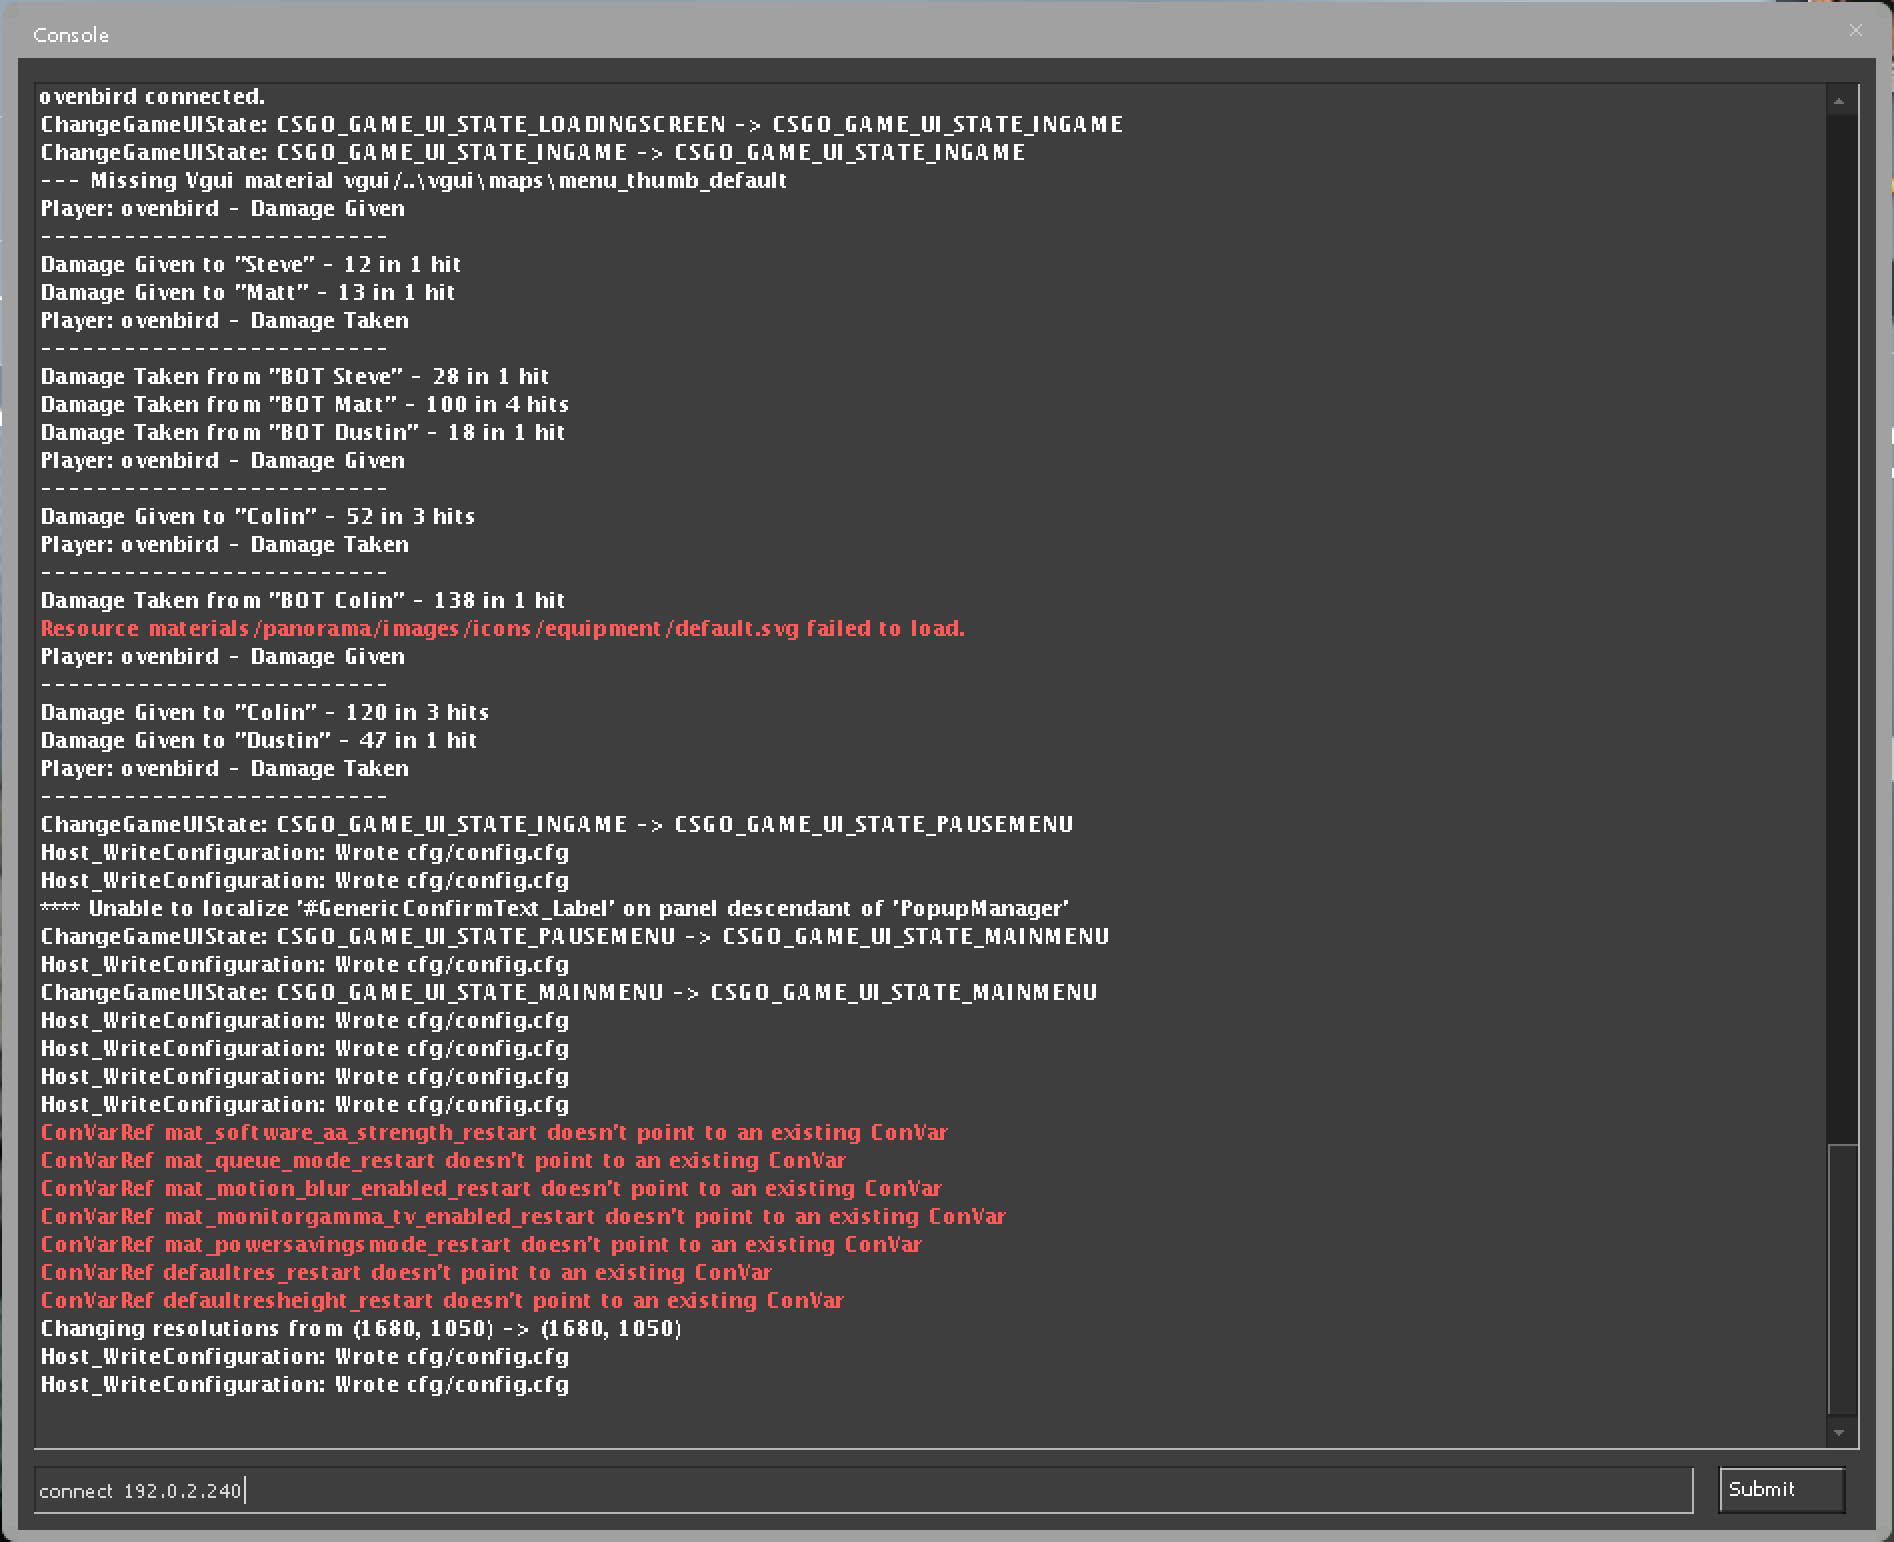 Console
ovenbird connected.
ChangeGameUIState: CSGO_GAME_UI_STATE_LOADINGSCREEN -> CSGO_GAME_UI_STATE_INGAME
ChangeGameUIState: CSGO_GAME_UI_STATE_INGAME -> CSGO_GAME_UI_STATE_INGAME
--- Missing Vgui material vgui/..\vgui\maps\menu_thumb_default
Player: ovenbird - Damage Given
-------------------------
Damage Given to "Steve" - 12 in 1 hit
Damage Given to "Matt" - 13 in 1 hit
Player: ovenbird - Damage Taken
-------------------------
Damage Taken from "BOT Steve" - 28 in 1 hit
Damage Taken from "BOT Matt" - 100 in 4 hits
Damage Taken from "BOT Dustin" - 18 in 1 hit
Player: ovenbird - Damage Given
-------------------------
Damage Given to "Colin" - 52 in 3 hits
Player: ovenbird - Damage Taken
-------------------------
Damage Taken from "BOT Colin" - 138 in 1 hit
Resource materials/panorama/images/icons/equipment/default.svg failed to load.
Player: ovenbird - Damage Given
-------------------------
Damage Given to "Colin" - 120 in 3 hits
Damage Given to "Dustin" - 47 in 1 hit
Player: ovenbird - Damage Taken
-------------------------
ChangeGameUIState: CSGO_GAME_UI_STATE_INGAME -> CSGO_GAME_UI_STATE_PAUSEMENU
Host_WriteConfiguration: Wrote cfg/config.cfg
Host_WriteConfiguration: Wrote cfg/config.cfg
**** Unable to localize '#GenericConfirmText_Label' on panel descendant of 'PopupManager'
ChangeGameUIState: CSGO_GAME_UI_STATE_PAUSEMENU -> CSGO_GAME_UI_STATE_MAINMENU
Host_WriteConfiguration: Wrote cfg/config.cfg
ChangeGameUIState: CSGO_GAME_UI_STATE_MAINMENU -> CSGO_GAME_UI_STATE_MAINMENU
Host_WriteConfiguration: Wrote cfg/config.cfg
Host_WriteConfiguration: Wrote cfg/config.cfg
Host_WriteConfiguration: Wrote cfg/config.cfg
Host_WriteConfiguration: Wrote cfg/config.cfg
ConVarRef mat_software_aa_strength_restart doesn't point to an existing ConVar
ConVarRef mat_queue_mode_restart doesn't point to an existing ConVar
ConVarRef mat_motion_blur_enabled_restart doesn't point to an existing ConVar
ConVarRef mat_monitorgamma_tv_enabled_restart doesn't point to an existing ConVar
ConVarRef mat_powersavingsmode_restart doesn't point to an existing ConVar
ConVarRef defaultres_restart doesn't point to an existing ConVar
ConVarRef defaultresheight_restart doesn't point to an existing ConVar
Changing resolutions from (1680, 1050) -> (1680, 1050)
Host_WriteConfiguration: Wrote cfg/config.cfg
Host_WriteConfiguration: Wrote cfg/config.cfg
connect 192.0.2.240
Submit